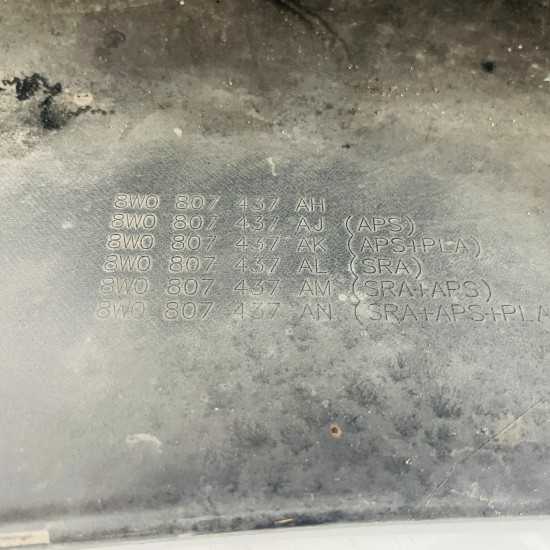 8W0 807 437 AH
8W0 807 437 AJ (APS)
8W0 807 437 AK (APS+PLA)
8W0 807 437 AL (SRA)
8W0 807 437 AM (SRA+APS)
8W0 807 437 AN (SRA+APS+PLA